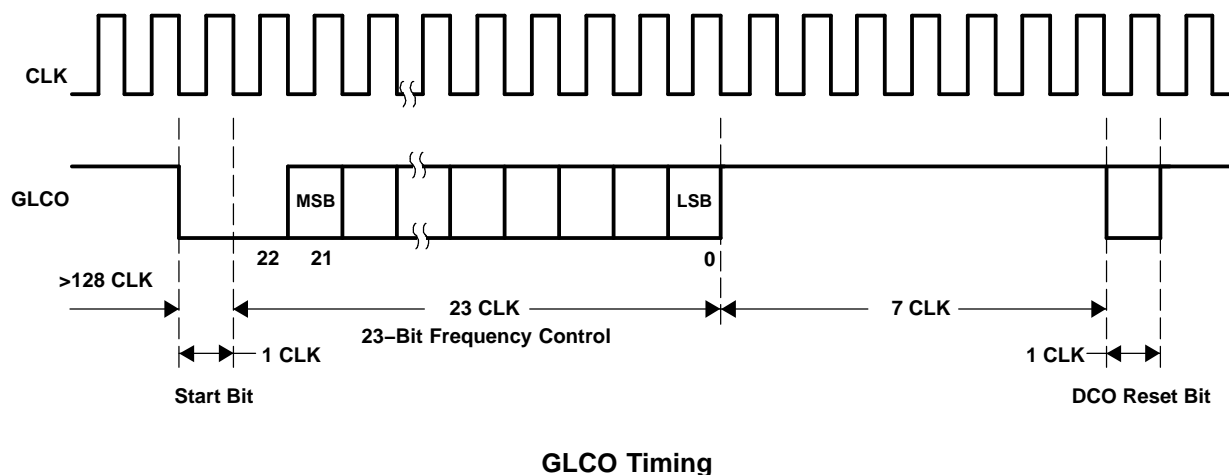 CLK
GLCO
MSB
LSB
22
21
0
>128 CLK
23 CLK
7 CLK
23–Bit Frequency Control
1 CLK
1 CLK
Start Bit
DCO Reset Bit
GLCO Timing